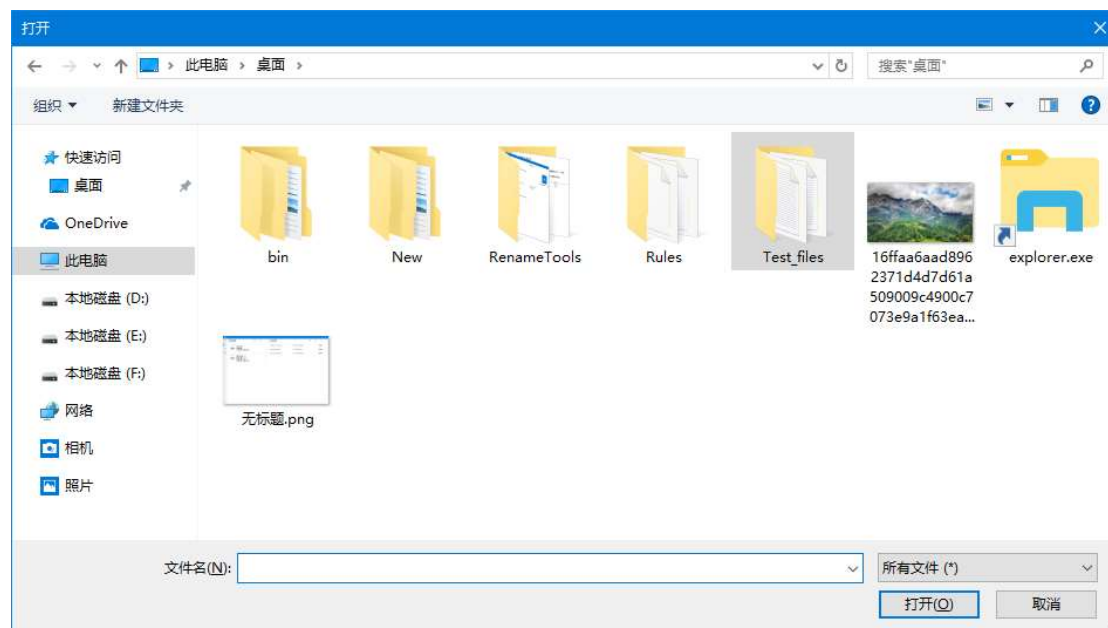 打开
此电脑 › 桌面 ›
搜索"桌面"
组织 新建文件夹
快速访问
桌面
OneDrive
此电脑
本地磁盘 (D:)
本地磁盘 (E:)
本地磁盘 (F:)
网络
相机
照片
bin
New
RenameTools
Rules
Test_files
16ffaa6aad896
2371d4d7d61a
509009c4900c7
073e9a1f63ea...
explorer.exe
无标题.png
文件名(N):
所有文件 (*)
打开(O) 取消